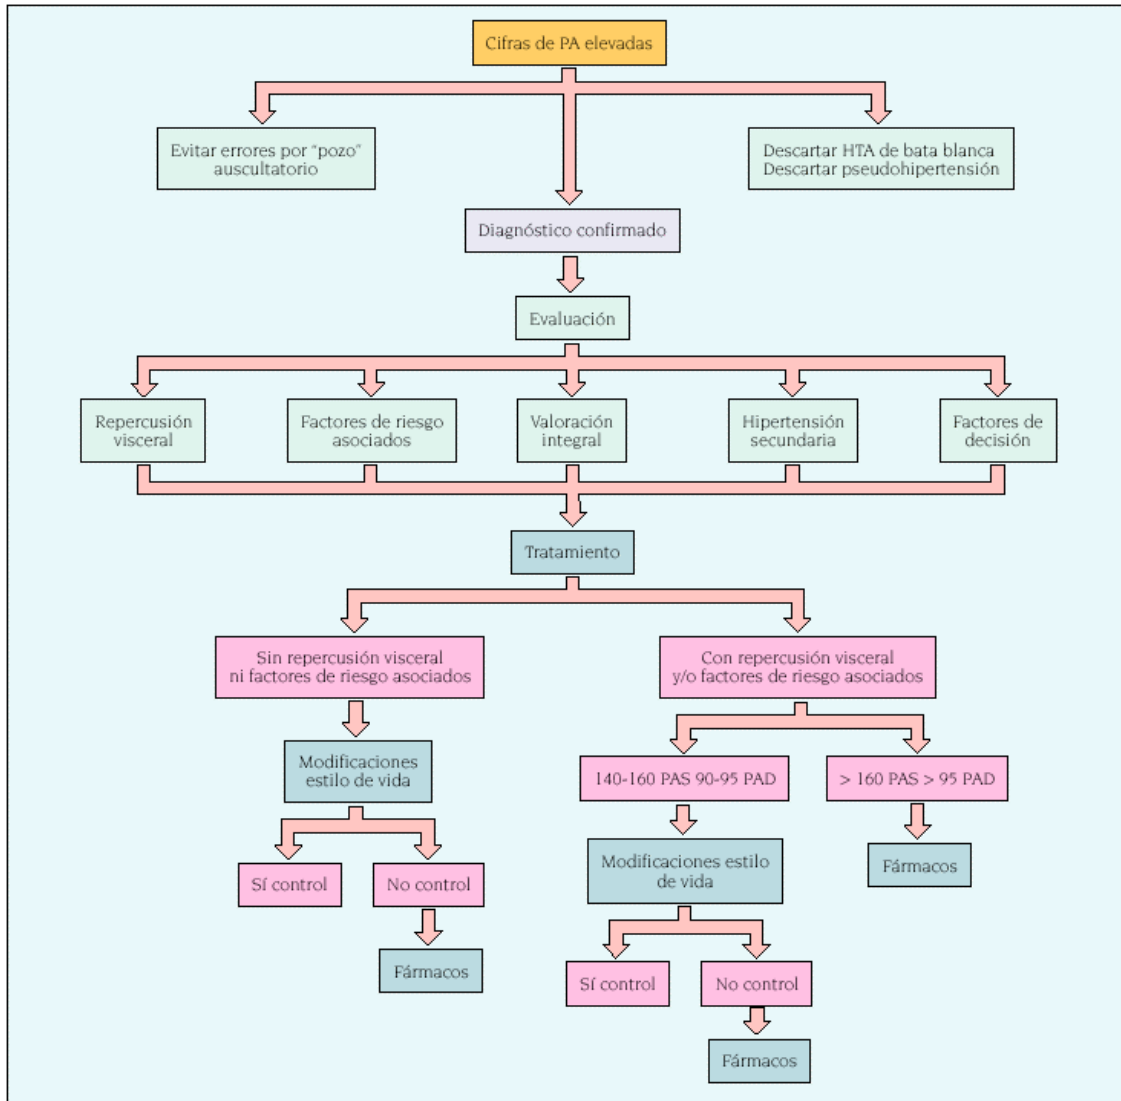 Cifras de PA elevadas
Evitar errores por "pozo"
auscultatorio
Descartar HTA de bata blanca
Descartar pseudohipertensión
Diagnóstico confirmado
Evaluación
Repercusión
visceral
Factores de riesgo
asociados
Valoración
integral
Hipertensión
secundaria
Factores de
decisión
Tratamiento
Sin repercusión visceral
ni factores de riesgo asociados
Con repercusión visceral
y/o factores de riesgo asociados
Modificaciones
estilo de vida
140-160 PAS 90-95 PAD
> 160 PAS > 95 PAD
Sí control
No control
Modificaciones estilo
de vida
Fármacos
Fármacos
Sí control
No control
Fármacos